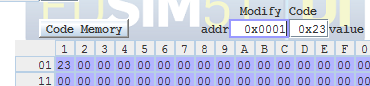 EDSIM51DI
Modify Code
Code Memory addr 0x0001 0x23 value
1 2 3 4 5 6 7 8 9 A B C D E F 0
01 23 00 00 00 00 00 00 00 00 00 00 00 00 00 00 00
11 00 00 00 00 00 00 00 00 00 00 00 00 00 00 00 00